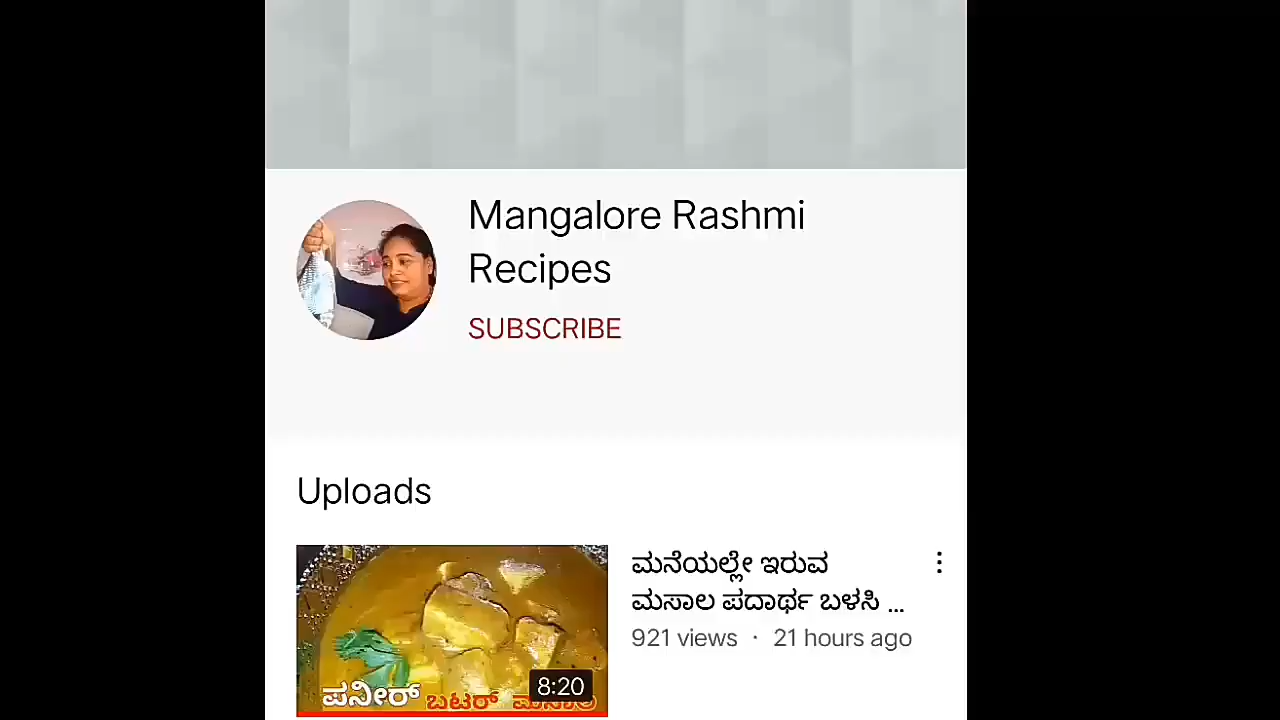 Mangalore Rashmi
Recipes
SUBSCRIBE
Uploads
ಮನೆಯಲ್ಲೇ ಇರುವ
ಮಸಾಲ ಪದಾರ್ಥ ಬಳಸಿ ...
921 views · 21 hours ago
8:20
ಪನೀರ್ ಬಟರ್ ಮಸಾಲ